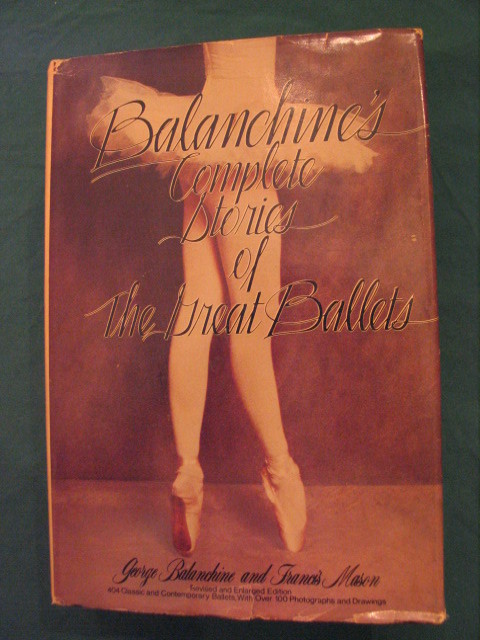 Balanchine's
Complete
Stories
of
The Great Ballets
George Balanchine and Francis Mason
Revised and Enlarged Edition
404 Classic and Contemporary Ballets, With Over 100 Photographs and Drawings